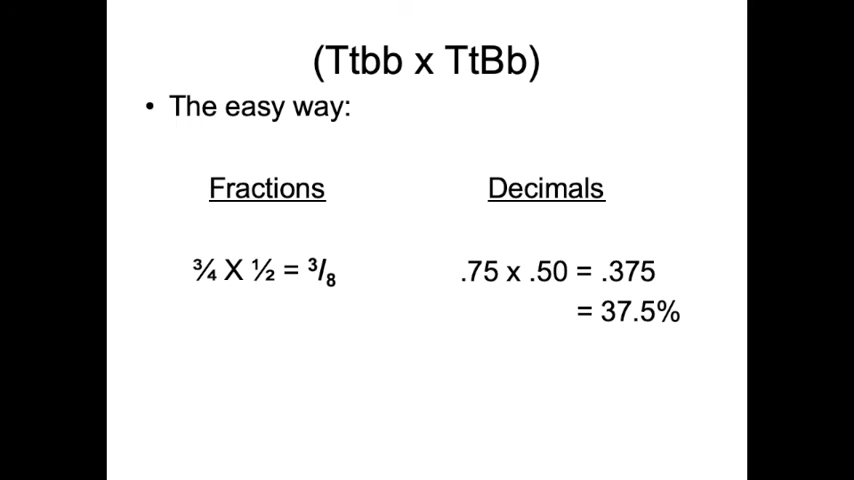 (Ttbb x TtBb)
• The easy way:
Fractions
Decimals
¾ X ½ = ³/₈
.75 x .50 = .375
= 37.5%